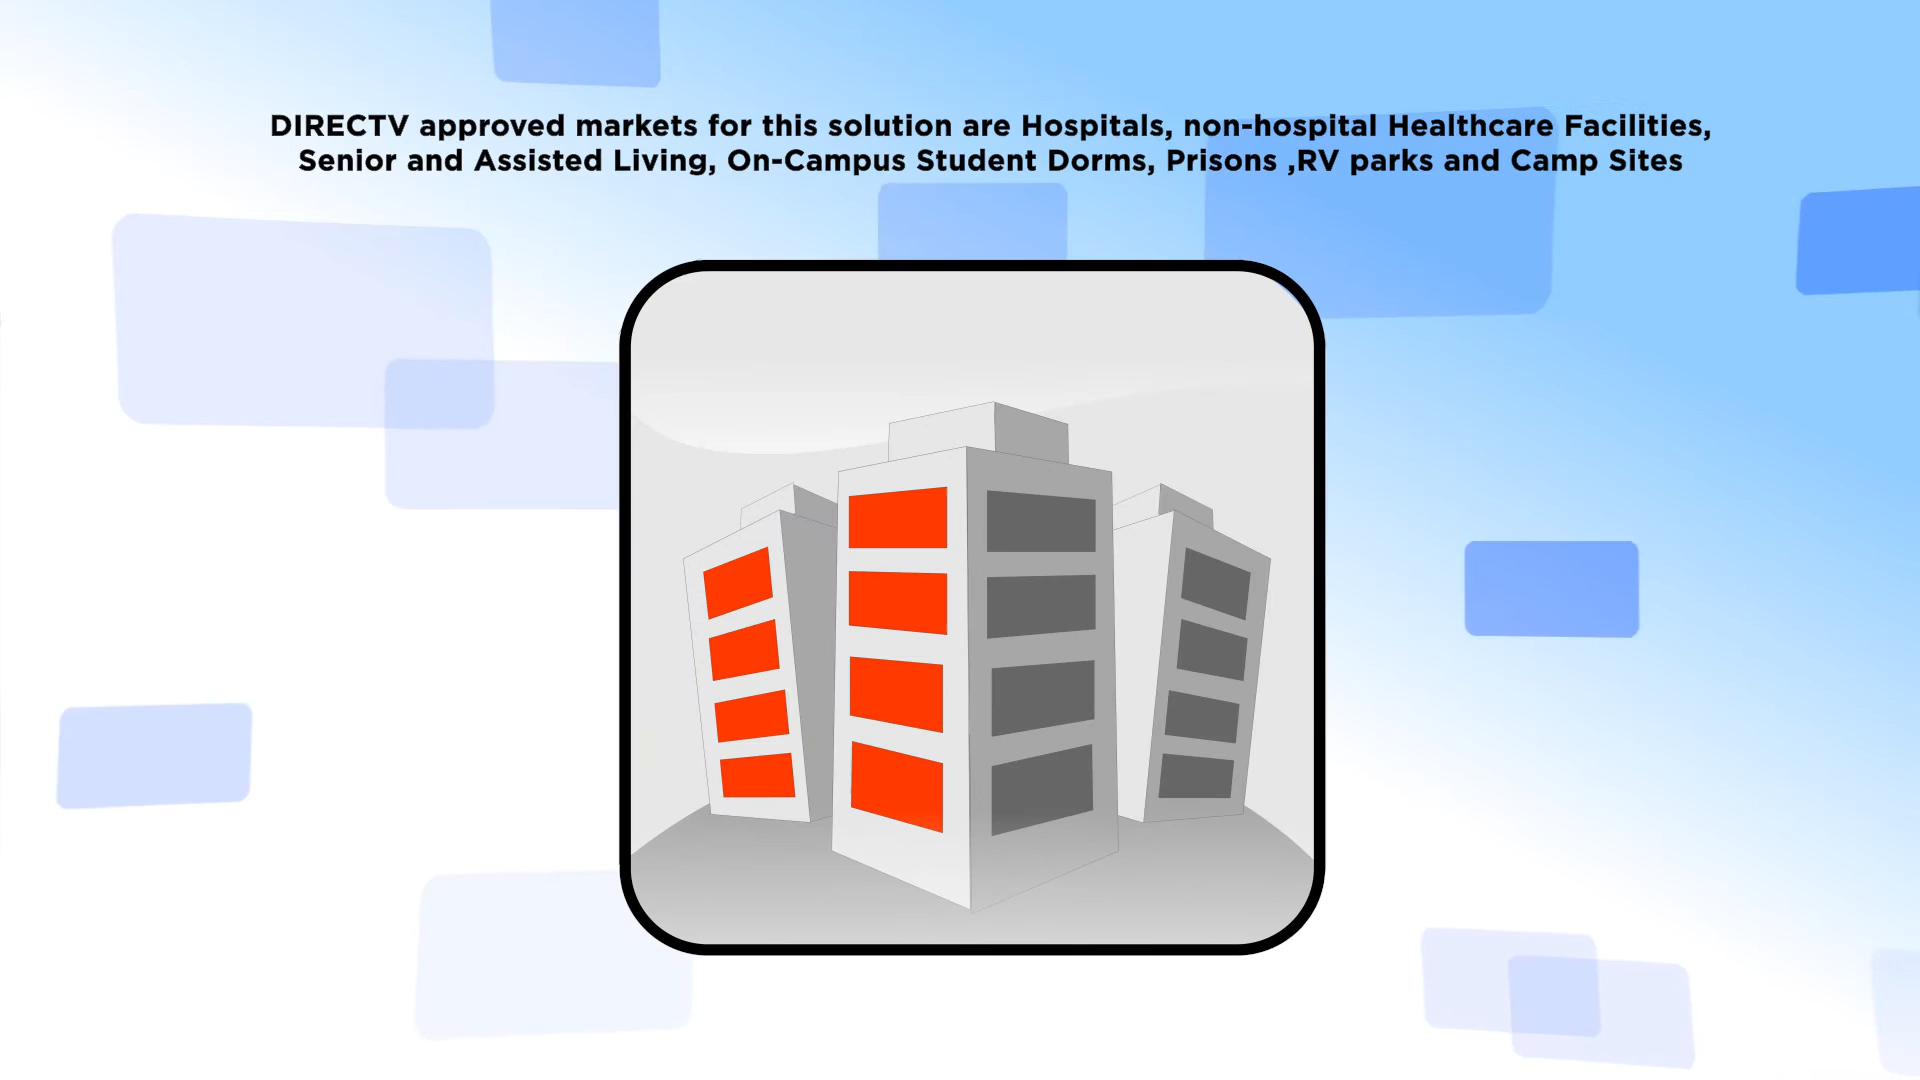 DIRECTV approved markets for this solution are Hospitals, non-hospital Healthcare Facilities,
Senior and Assisted Living, On-Campus Student Dorms, Prisons ,RV parks and Camp Sites